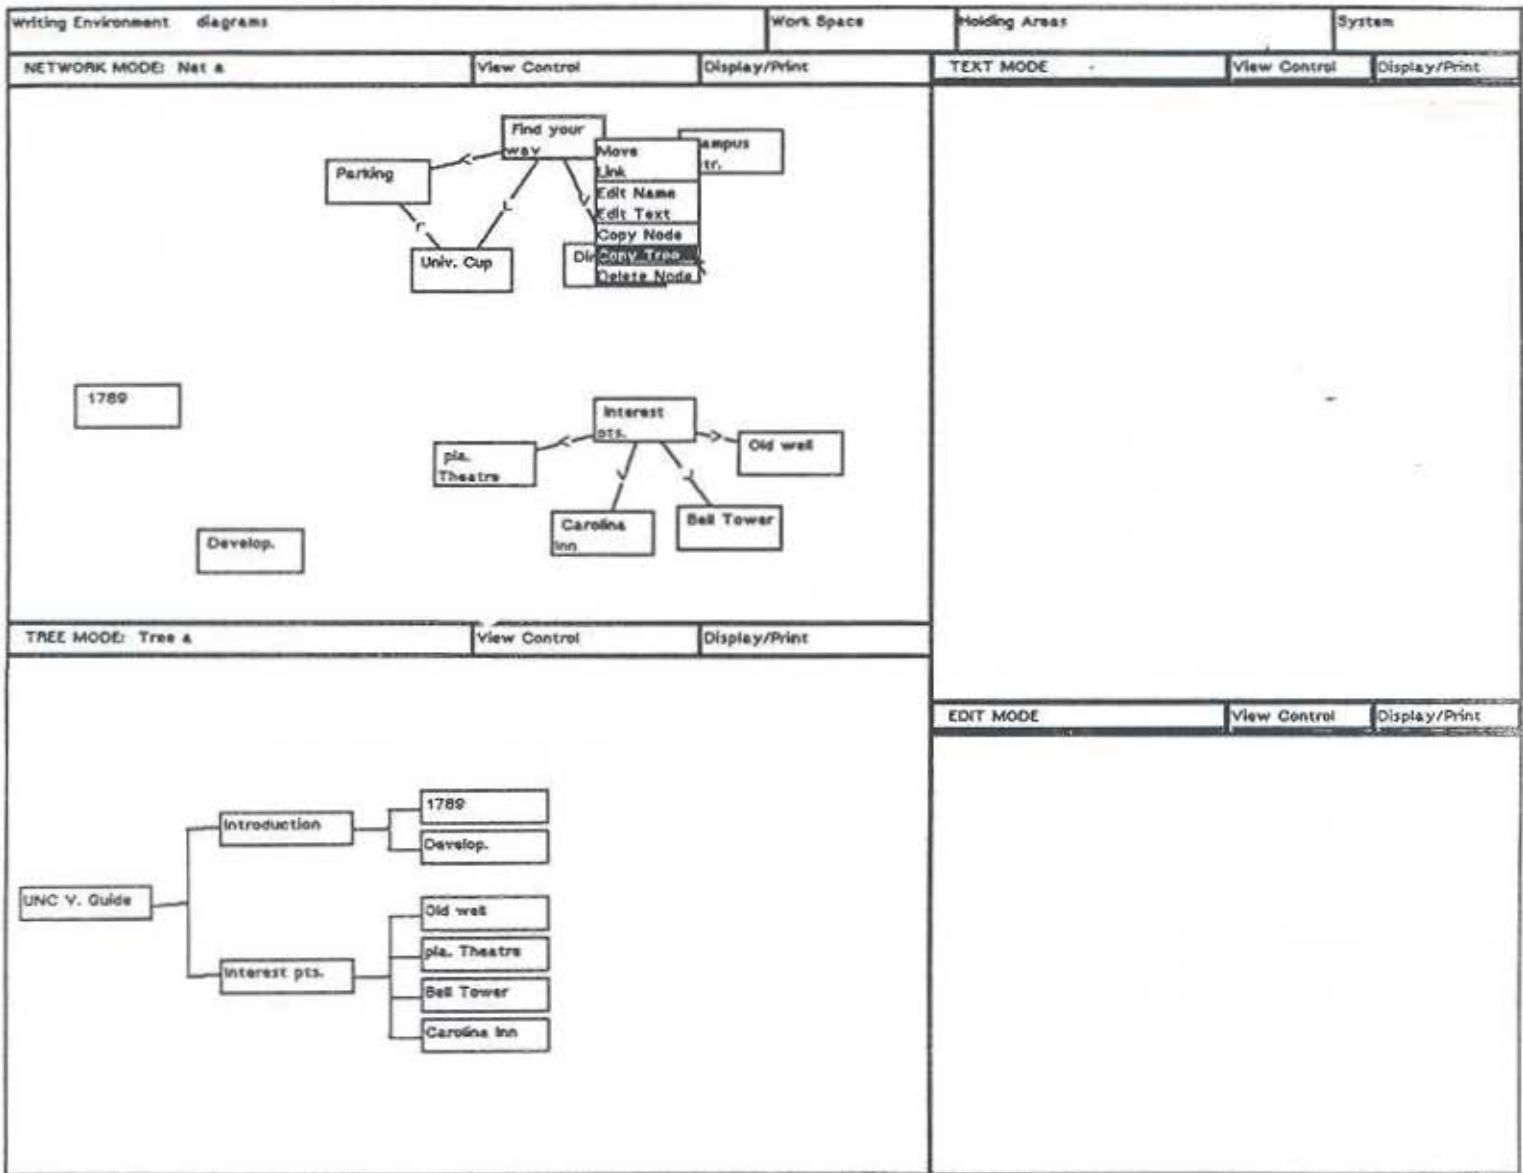 Writing Environment diagrams
Work Space
Holding Areas
System
NETWORK MODE: Net a
View Control
Display/Print
TEXT MODE
View Control
Display/Print
Find your
way
Parking
Univ. Cup
Move
Link
Edit Name
Edit Text
Copy Node
Copy Tree
Delete Node
ampus
tr.
Dir
1789
Develop.
Interest
pts.
pla.
Theatre
Old well
Carolina
Inn
Bell Tower
TREE MODE: Tree a
View Control
Display/Print
EDIT MODE
View Control
Display/Print
UNC V. Guide
Introduction
1789
Develop.
Interest pts.
Old well
pla. Theatre
Bell Tower
Carolina Inn